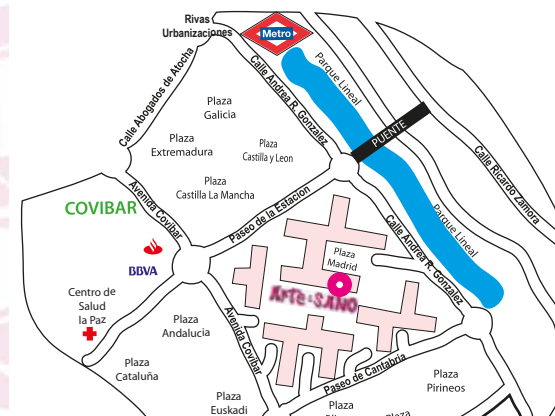 Rivas
Urbanizaciones
Metro
Calle Abogados de Atocha
Calle Andrea R. Gonzalez
Parque Lineal
Plaza
Galicia
Plaza
Extremadura
Plaza
Castilla y Leon
PUENTE
Calle Ricardo Zamora
Plaza
Castilla La Mancha
COVIBAR
Avenida Covibar
Paseo de la Estacion
Calle Andrea R. Gonzalez
Parque Lineal
BBVA
Plaza
Madrid
ARTE & SANO
Centro de
Salud
la Paz
Plaza
Andalucia
Avenida Covibar
Plaza
Cataluña
Paseo de Cantabria
Plaza
Pirineos
Plaza
Euskadi
Plaza
Plaza